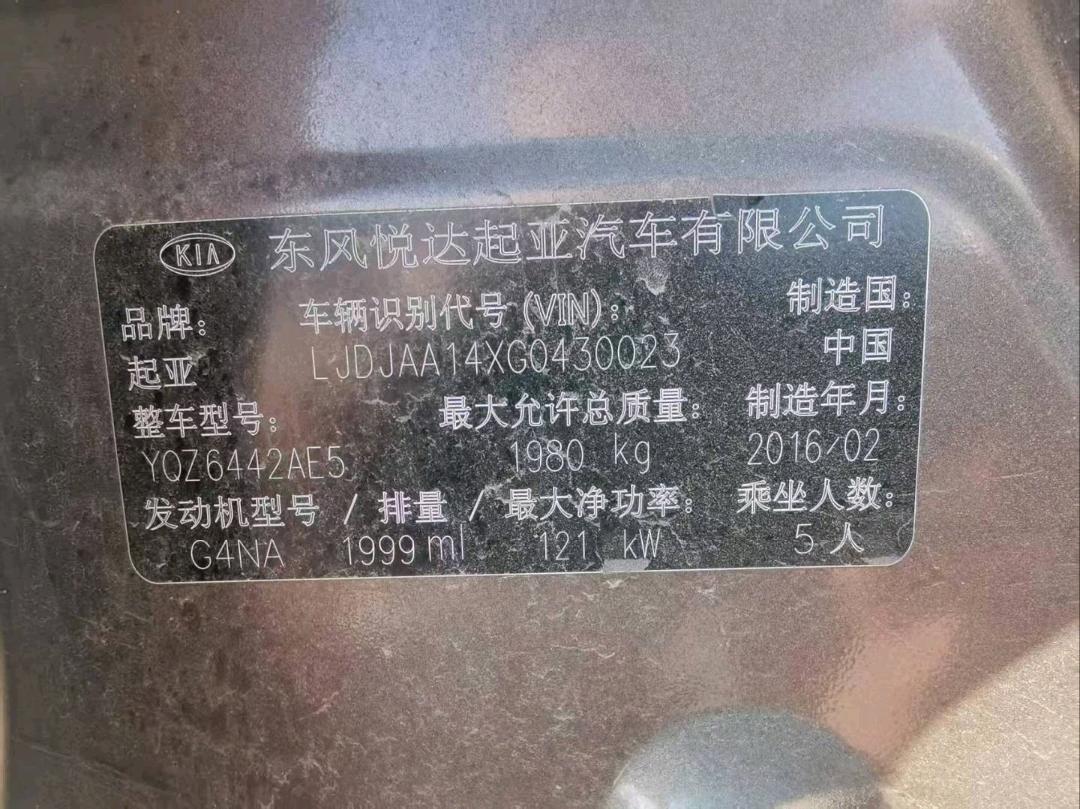 KIA 东风悦达起亚汽车有限公司
品牌: 车辆识别代号(VIN): 制造国:
起亚 LJDJAA14XG0430023 中国
整车型号: 最大允许总质量: 制造年月:
YQZ6442AE5 1980 kg 2016/02
发动机型号 / 排量 / 最大净功率: 乘坐人数:
G4NA 1999 ml 121 kW 5 人